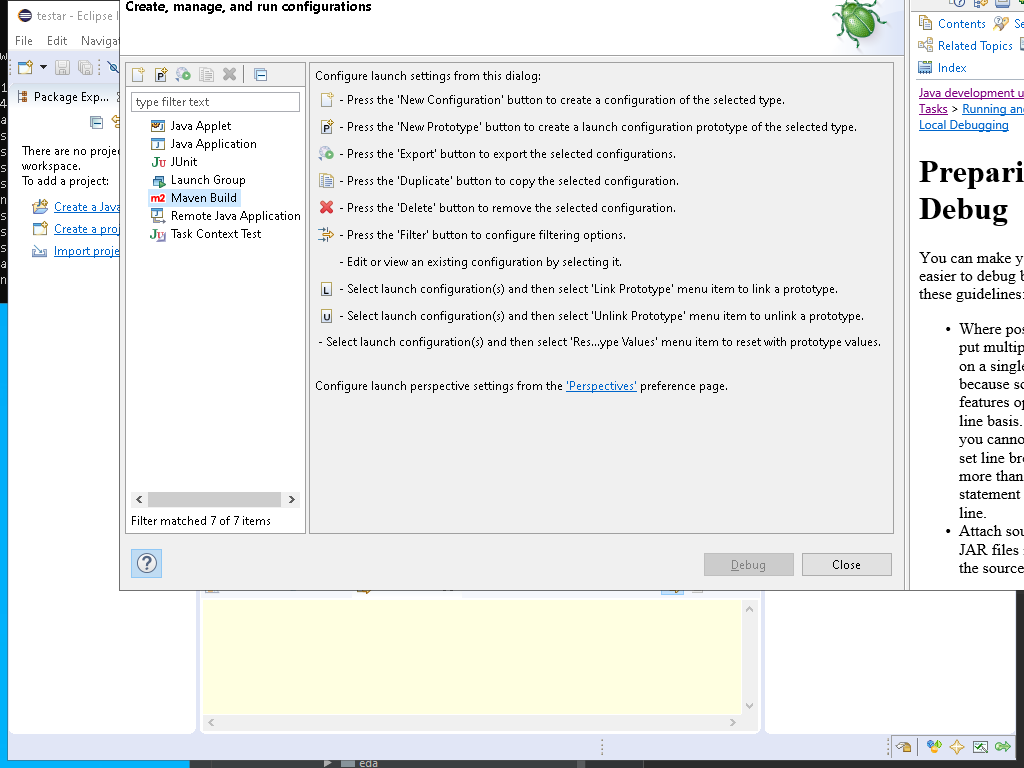 Create, manage, and run configurations
testar - Eclipse I
File Edit Navigat
Package Exp...
There are no projec
workspace.
To add a project:
Create a Java
Create a proj
Import proje
type filter text
Java Applet
Java Application
JUnit
Launch Group
Maven Build
Remote Java Application
Task Context Test
Filter matched 7 of 7 items
Configure launch settings from this dialog:
- Press the 'New Configuration' button to create a configuration of the selected type.
- Press the 'New Prototype' button to create a launch configuration prototype of the selected type.
- Press the 'Export' button to export the selected configurations.
- Press the 'Duplicate' button to copy the selected configuration.
- Press the 'Delete' button to remove the selected configuration.
- Press the 'Filter' button to configure filtering options.
- Edit or view an existing configuration by selecting it.
- Select launch configuration(s) and then select 'Link Prototype' menu item to link a prototype.
- Select launch configuration(s) and then select 'Unlink Prototype' menu item to unlink a prototype.
- Select launch configuration(s) and then select 'Res...ype Values' menu item to reset with prototype values.
Configure launch perspective settings from the 'Perspectives' preference page.
Debug Close
Contents Se
Related Topics
Index
Java development u
Tasks > Running and
Local Debugging
Prepari
Debug
You can make y
easier to debug b
these guidelines:
• Where pos
put multip
on a single
because so
features op
line basis.
you canno
set line bre
more than
statement
line.
• Attach sou
JAR files
the source
eda